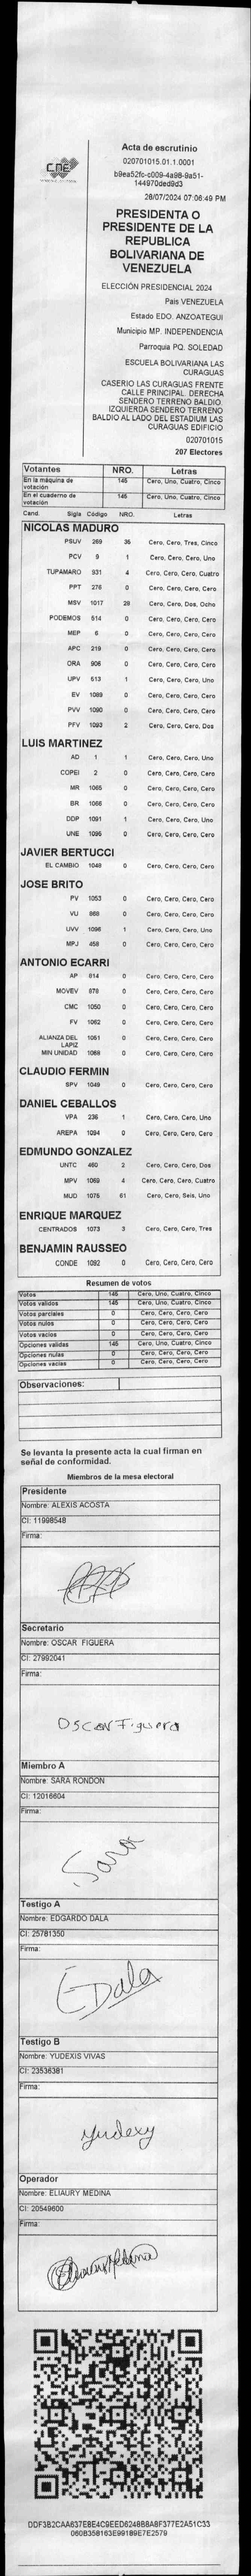 CNE
Acta de escrutinio
020701015.01.1.0001
b9ea52fc-c009-4a98-9a51-
144970ded9d3
28/07/2024 07:06:49 PM
PRESIDENTA O
PRESIDENTE DE LA
REPUBLICA
BOLIVARIANA DE
VENEZUELA
ELECCIÓN PRESIDENCIAL 2024
Pais VENEZUELA
Estado EDO. ANZOATEGUI
Municipio MP. INDEPENDENCIA
Parroquia PQ. SOLEDAD
ESCUELA BOLIVARIANA LAS
CURAGUAS
CASERIO LAS CURAGUAS FRENTE
CALLE PRINCIPAL. DERECHA
SENDERO TERRENO BALDIO.
IZQUIERDA SENDERO TERRENO
BALDIO AL LADO DEL ESTADIUM LAS
CURAGUAS EDIFICIO
020701015
207 Electores
Votantes NRO. Letras
En la máquina de votación 145 Cero, Uno, Cuatro, Cinco
En el cuaderno de votación 145 Cero, Uno, Cuatro, Cinco
Cand. Sigla Código NRO. Letras
NICOLAS MADURO
PSUV 269 35 Cero, Cero, Tres, Cinco
PCV 9 1 Cero, Cero, Cero, Uno
TUPAMARO 931 4 Cero, Cero, Cero, Cuatro
PPT 276 0 Cero, Cero, Cero, Cero
MSV 1017 28 Cero, Cero, Dos, Ocho
PODEMOS 514 0 Cero, Cero, Cero, Cero
MEP 6 0 Cero, Cero, Cero, Cero
APC 219 0 Cero, Cero, Cero, Cero
ORA 906 0 Cero, Cero, Cero, Cero
UPV 613 1 Cero, Cero, Cero, Uno
EV 1089 0 Cero, Cero, Cero, Cero
PVV 1090 0 Cero, Cero, Cero, Cero
PFV 1093 2 Cero, Cero, Cero, Dos
LUIS MARTINEZ
AD 1 1 Cero, Cero, Cero, Uno
COPEI 2 0 Cero, Cero, Cero, Cero
MR 1065 0 Cero, Cero, Cero, Cero
BR 1066 0 Cero, Cero, Cero, Cero
DDP 1091 1 Cero, Cero, Cero, Uno
UNE 1095 0 Cero, Cero, Cero, Cero
JAVIER BERTUCCI
EL CAMBIO 1048 0 Cero, Cero, Cero, Cero
JOSE BRITO
PV 1053 0 Cero, Cero, Cero, Cero
VU 868 0 Cero, Cero, Cero, Cero
UVV 1096 1 Cero, Cero, Cero, Uno
MPJ 458 0 Cero, Cero, Cero, Cero
ANTONIO ECARRI
AP 814 0 Cero, Cero, Cero, Cero
MOVEV 978 0 Cero, Cero, Cero, Cero
CMC 1050 0 Cero, Cero, Cero, Cero
FV 1062 0 Cero, Cero, Cero, Cero
ALIANZA DEL LAPIZ 1051 0 Cero, Cero, Cero, Cero
MIN UNIDAD 1068 0 Cero, Cero, Cero, Cero
CLAUDIO FERMIN
SPV 1049 0 Cero, Cero, Cero, Cero
DANIEL CEBALLOS
VPA 236 1 Cero, Cero, Cero, Uno
AREPA 1094 0 Cero, Cero, Cero, Cero
EDMUNDO GONZALEZ
UNTC 460 2 Cero, Cero, Cero, Dos
MPV 1069 4 Cero, Cero, Cero, Cuatro
MUD 1075 61 Cero, Cero, Seis, Uno
ENRIQUE MARQUEZ
CENTRADOS 1073 3 Cero, Cero, Cero, Tres
BENJAMIN RAUSSEO
CONDE 1092 0 Cero, Cero, Cero, Cero
Resumen de votos
Votos 145 Cero, Uno, Cuatro, Cinco
Votos validos 145 Cero, Uno, Cuatro, Cinco
Votos parciales 0 Cero, Cero, Cero, Cero
Votos nulos 0 Cero, Cero, Cero, Cero
Votos vacios 0 Cero, Cero, Cero, Cero
Opciones validas 145 Cero, Uno, Cuatro, Cinco
Opciones nulas 0 Cero, Cero, Cero, Cero
Opciones vacias 0 Cero, Cero, Cero, Cero
Observaciones:
Se levanta la presente acta la cual firman en
señal de conformidad.
Miembros de la mesa electoral
Presidente
Nombre: ALEXIS ACOSTA
CI: 11998548
Firma:
Secretario
Nombre: OSCAR FIGUERA
CI: 27992041
Firma:
Oscar Figuera
Miembro A
Nombre: SARA RONDON
CI: 12016604
Firma:
Sara
Testigo A
Nombre: EDGARDO DALA
CI: 25781350
Firma:
EDala
Testigo B
Nombre: YUDEXIS VIVAS
CI: 23536381
Firma:
Yudexy
Operador
Nombre: ELIAURY MEDINA
CI: 20549600
Firma:
Eliaury Medina
DDF3B2CAA637EBE4C9EED6248B8A8F377E2A51C33
060B358163E99189E7E2579